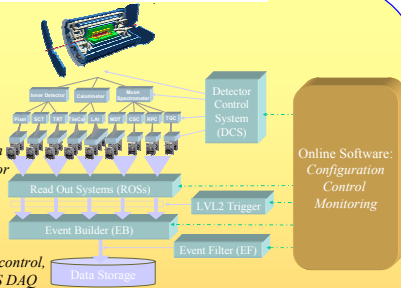 Inner Detector
Calorimeter
Muon
Spectrometer
Pixel SCT TRT TileCal LAr MDT CSC RPC TGC
Detector
Control
System
(DCS)
Online Software:
Configuration
Control
Monitoring
or
Read Out Systems (ROSs)
LVL2 Trigger
Event Builder (EB)
Event Filter (EF)
control,
S DAQ
Data Storage